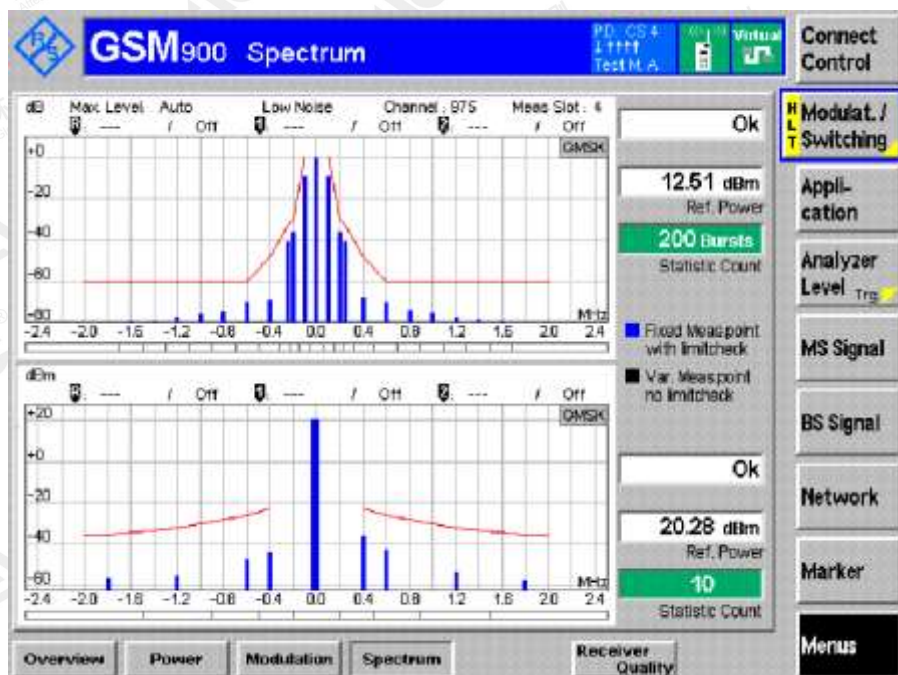 R&S
GSM900 Spectrum
PD: CS 4
Test M. A
Virtual
Connect Control
dB Max. Level: Auto Low Noise Channel: 975 Meas Slot: 4
--- / Off --- / Off --- / Off
GMSK
+0
-20
-40
-60
-80
MHz
-2.4 -2.0 -1.6 -1.2 -0.8 -0.4 0.0 0.4 0.8 1.2 1.6 2.0 2.4
Ok
12.51 dBm
Ref. Power
200 Bursts
Statistic Count
Fixed Meas.point
with limitcheck
Var. Meas.point
no limitcheck
dBm
--- / Off --- / Off --- / Off
GMSK
+20
+0
-20
-40
-60
MHz
-2.4 -2.0 -1.6 -1.2 -0.8 -0.4 0.0 0.4 0.8 1.2 1.6 2.0 2.4
Ok
20.28 dBm
Ref. Power
10
Statistic Count
HLT
Modulat. /
Switching
Appli-
cation
Analyzer
Level Trg
MS Signal
BS Signal
Network
Marker
Menus
Overview Power Modulation Spectrum Receiver
Quality